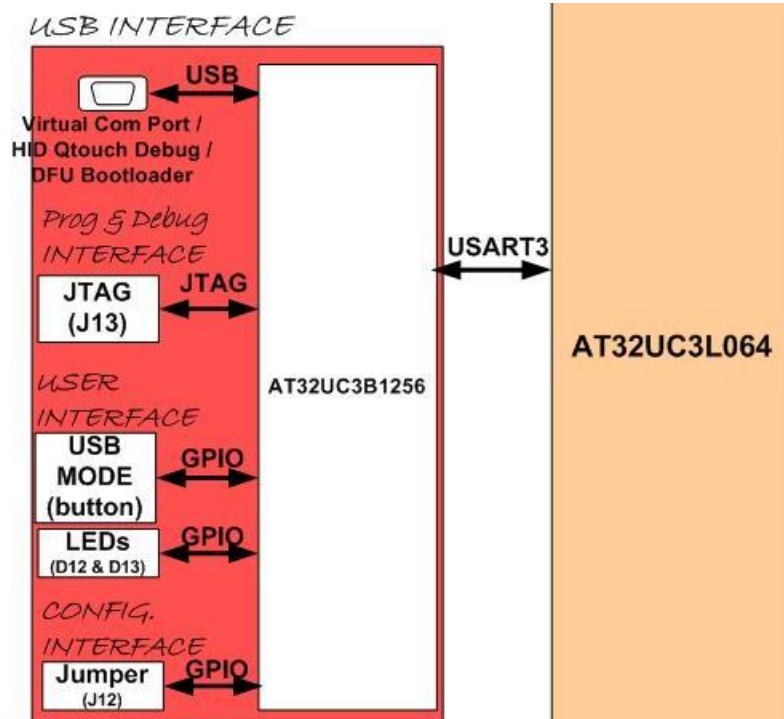 USB INTERFACE
USB
Virtual Com Port /
HID Qtouch Debug /
DFU Bootloader
Prog & Debug
INTERFACE
JTAG
(J13)
JTAG
USER
INTERFACE
USB
MODE
(button)
GPIO
LEDs
(D12 & D13)
GPIO
CONFIG.
INTERFACE
Jumper
(J12)
GPIO
AT32UC3B1256
USART3
AT32UC3L064